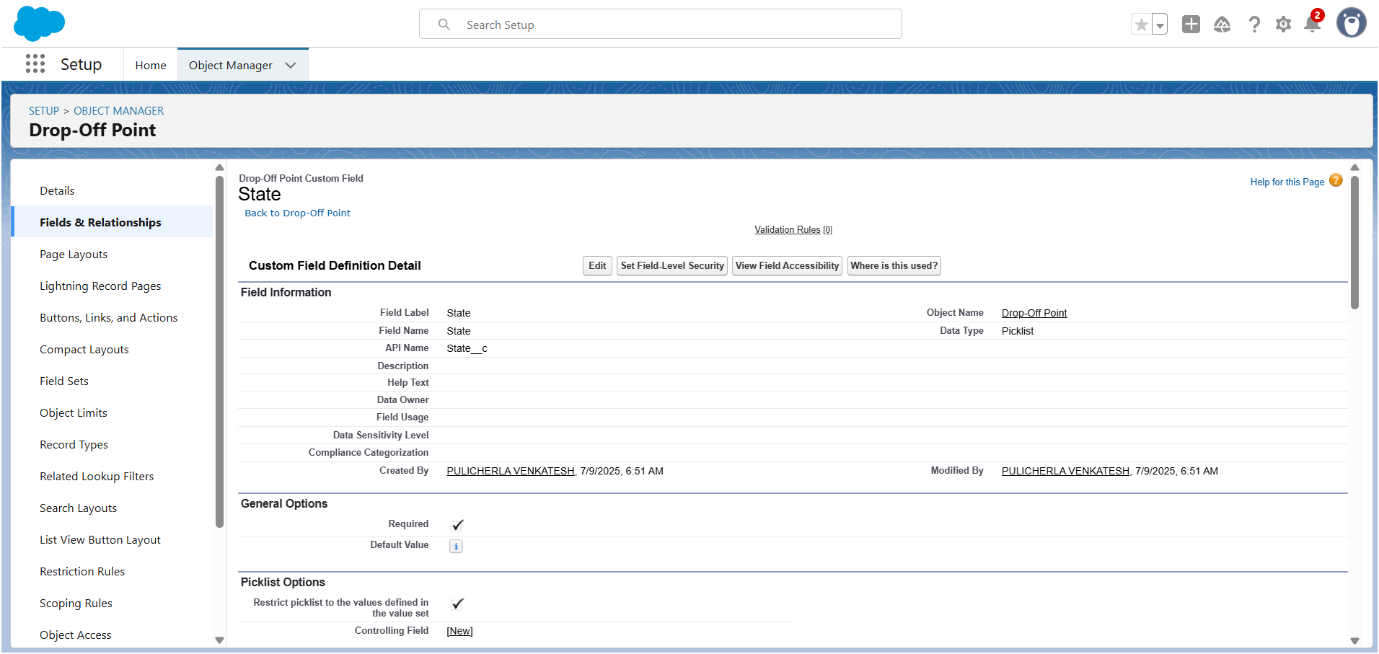 Search Setup
2
Setup
Home
Object Manager
SETUP > OBJECT MANAGER
Drop-Off Point
Details
Fields & Relationships
Page Layouts
Lightning Record Pages
Buttons, Links, and Actions
Compact Layouts
Field Sets
Object Limits
Record Types
Related Lookup Filters
Search Layouts
List View Button Layout
Restriction Rules
Scoping Rules
Object Access
Drop-Off Point Custom Field
State
Back to Drop-Off Point
Help for this Page ?
Validation Rules [0]
Custom Field Definition Detail
Edit
Set Field-Level Security
View Field Accessibility
Where is this used?
Field Information
Field Label State
Object Name Drop-Off Point
Field Name State
Data Type Picklist
API Name State__c
Description
Help Text
Data Owner
Field Usage
Data Sensitivity Level
Compliance Categorization
Created By PULICHERLA VENKATESH, 7/9/2025, 6:51 AM
Modified By PULICHERLA VENKATESH, 7/9/2025, 6:51 AM
General Options
Required
Default Value
Picklist Options
Restrict picklist to the values defined in
the value set
Controlling Field [New]